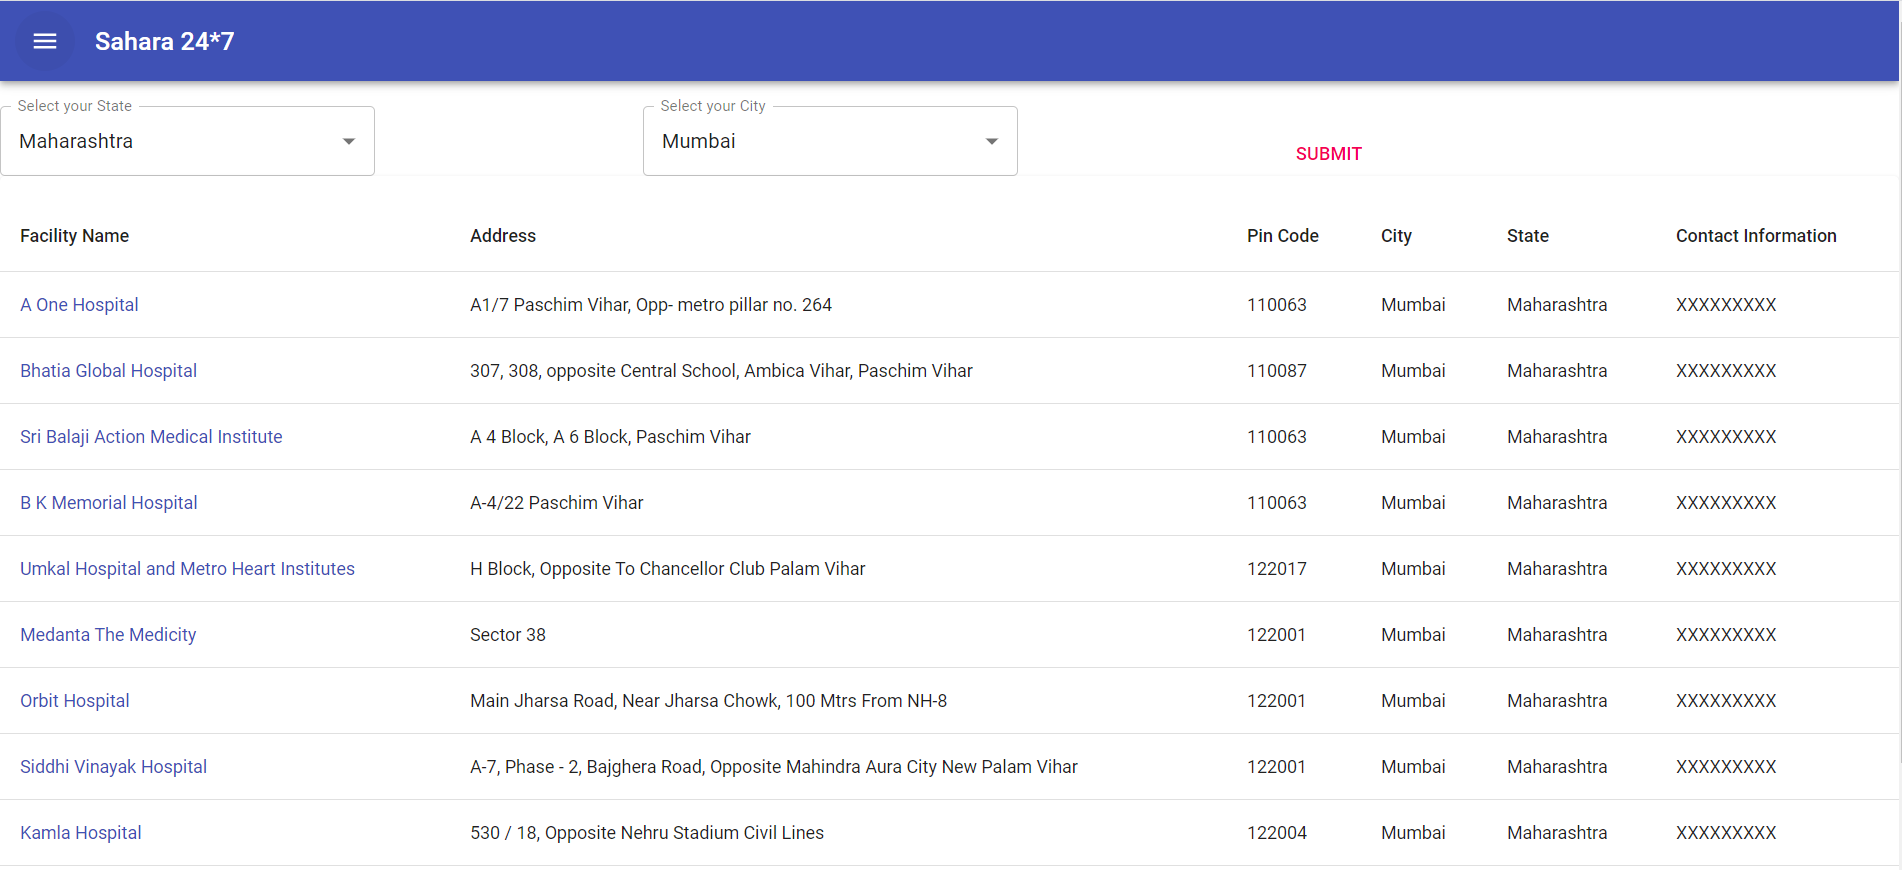 Sahara 24*7
Select your State
Maharashtra
Select your City
Mumbai
SUBMIT
Facility Name Address Pin Code City State Contact Information
A One Hospital A1/7 Paschim Vihar, Opp- metro pillar no. 264 110063 Mumbai Maharashtra XXXXXXXXX
Bhatia Global Hospital 307, 308, opposite Central School, Ambica Vihar, Paschim Vihar 110087 Mumbai Maharashtra XXXXXXXXX
Sri Balaji Action Medical Institute A 4 Block, A 6 Block, Paschim Vihar 110063 Mumbai Maharashtra XXXXXXXXX
B K Memorial Hospital A-4/22 Paschim Vihar 110063 Mumbai Maharashtra XXXXXXXXX
Umkal Hospital and Metro Heart Institutes H Block, Opposite To Chancellor Club Palam Vihar 122017 Mumbai Maharashtra XXXXXXXXX
Medanta The Medicity Sector 38 122001 Mumbai Maharashtra XXXXXXXXX
Orbit Hospital Main Jharsa Road, Near Jharsa Chowk, 100 Mtrs From NH-8 122001 Mumbai Maharashtra XXXXXXXXX
Siddhi Vinayak Hospital A-7, Phase - 2, Bajghera Road, Opposite Mahindra Aura City New Palam Vihar 122001 Mumbai Maharashtra XXXXXXXXX
Kamla Hospital 530 / 18, Opposite Nehru Stadium Civil Lines 122004 Mumbai Maharashtra XXXXXXXXX